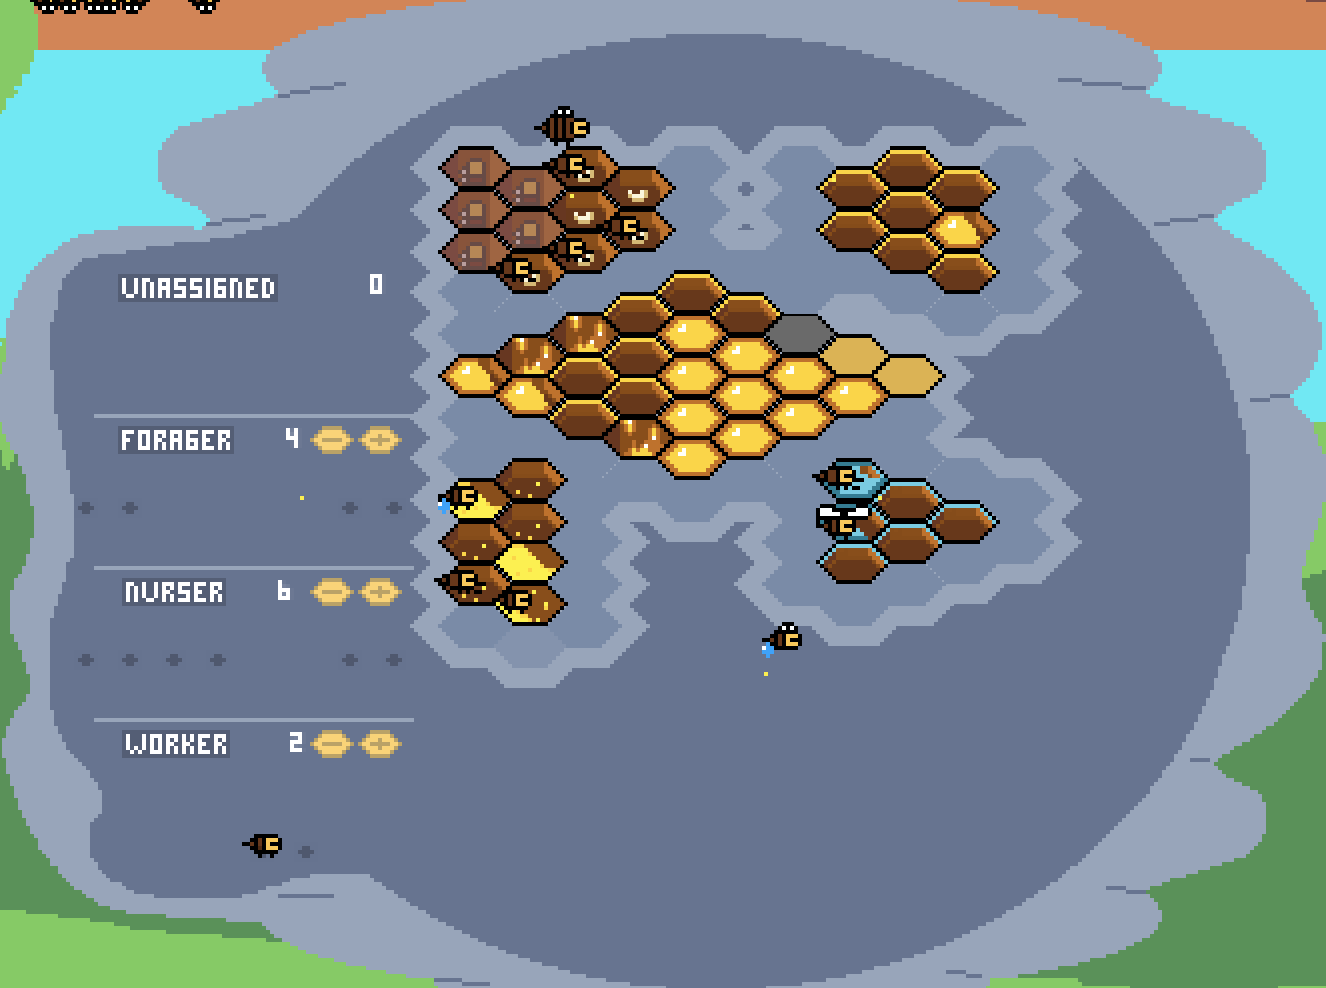 UNASSIGNED 0
FORAGER 4 - +
NURSER 6 - +
WORKER 2 - +